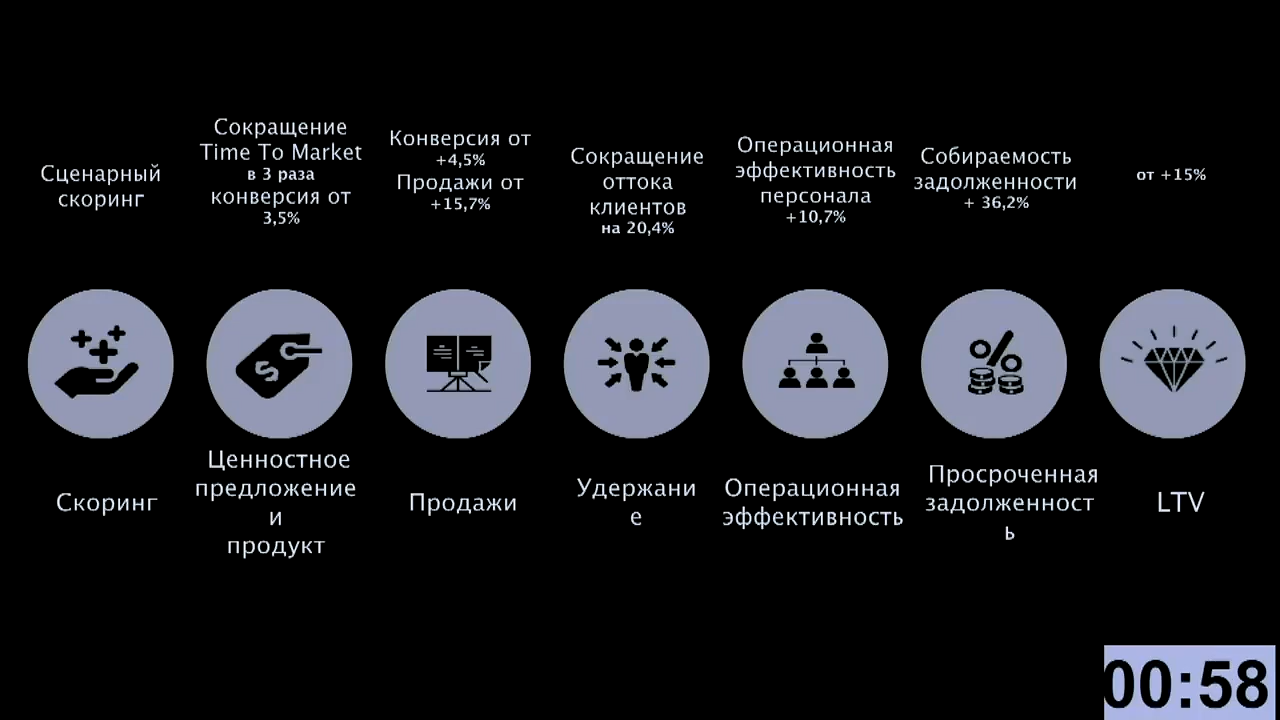 Сценарный
скоринг
Сокращение
Time To Market
в 3 раза
конверсия от
3,5%
Конверсия от
+4,5%
Продажи от
+15,7%
Сокращение
оттока
клиентов
на 20,4%
Операционная
эффективность
персонала
+10,7%
Собираемость
задолженности
+ 36,2%
от +15%
Скоринг
Ценностное
предложение
и
продукт
Продажи
Удержани
е
Операционная
эффективность
Просроченная
задолженност
ь
LTV
00:58